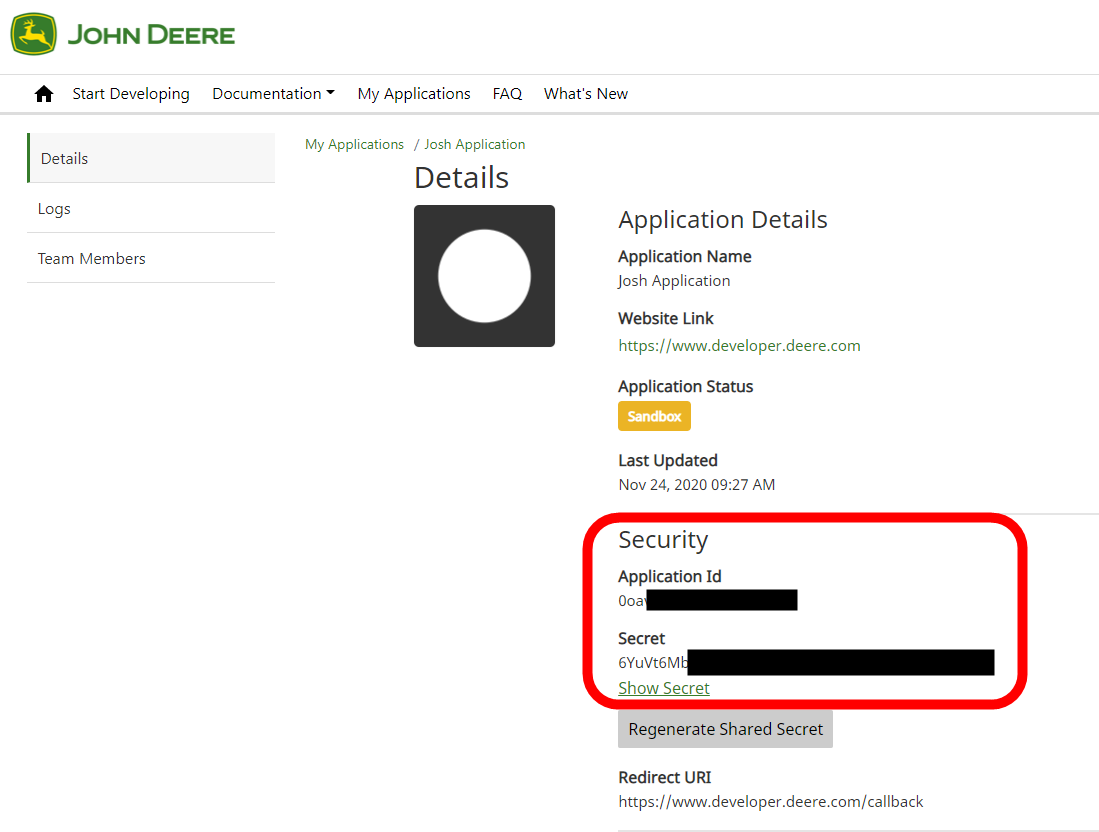 JOHN DEERE
Start Developing Documentation My Applications FAQ What's New
Details
Logs
Team Members
My Applications / Josh Application
Details
Application Details
Application Name
Josh Application
Website Link
https://www.developer.deere.com
Application Status
Sandbox
Last Updated
Nov 24, 2020 09:27 AM
Security
Application Id
0oav
Secret
6YuVt6Mb
Show Secret
Regenerate Shared Secret
Redirect URI
https://www.developer.deere.com/callback